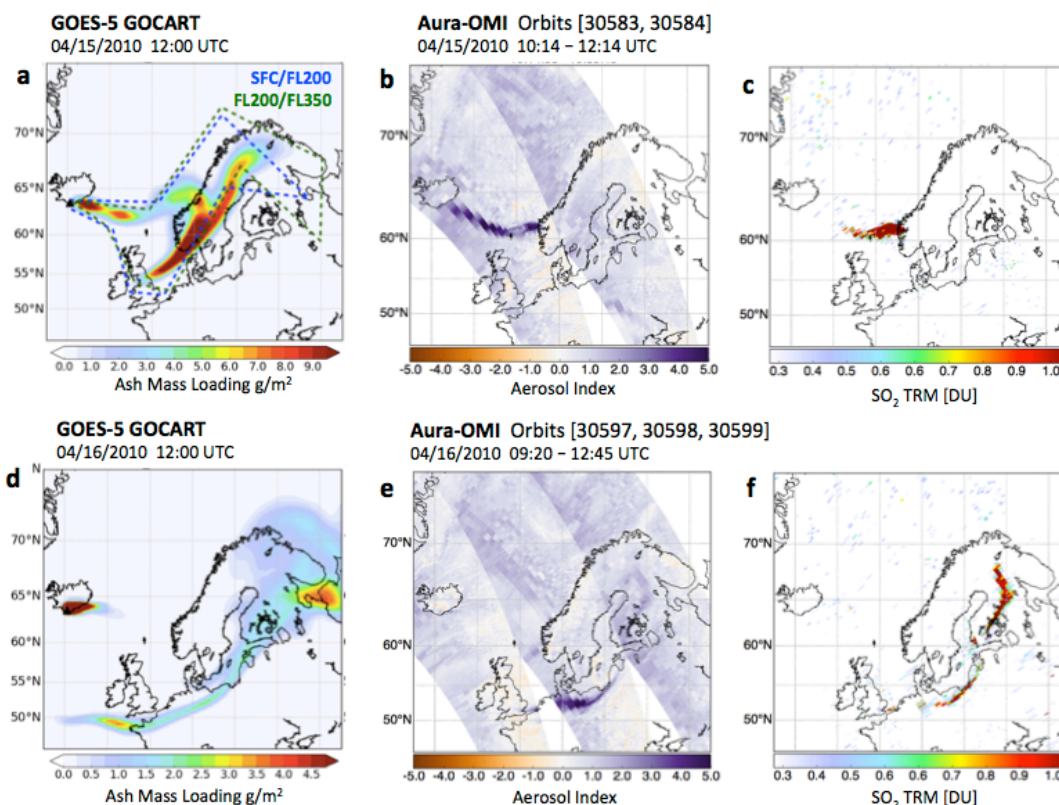 GOES-5 GOCART
04/15/2010 12:00 UTC
Aura-OMI Orbits [30583, 30584]
04/15/2010 10:14 – 12:14 UTC
a
SFC/FL200
FL200/FL350
70°N
65°N
60°N
55°N
50°N
0.0 1.0 2.0 3.0 4.0 5.0 6.0 7.0 8.0 9.0
Ash Mass Loading g/m²
b
70°N
60°N
50°N
-5.0 -4.0 -3.0 -2.0 -1.0 0.0 1.0 2.0 3.0 4.0 5.0
Aerosol Index
c
70°N
60°N
50°N
0.3 0.4 0.5 0.6 0.7 0.8 0.9 1.0
SO₂ TRM [DU]
GOES-5 GOCART
04/16/2010 12:00 UTC
Aura-OMI Orbits [30597, 30598, 30599]
04/16/2010 09:20 – 12:45 UTC
d
N
70°N
65°N
60°N
55°N
50°N
0.0 0.5 1.0 1.5 2.0 2.5 3.0 3.5 4.0 4.5
Ash Mass Loading g/m²
e
70°N
60°N
50°N
-5.0 -4.0 -3.0 -2.0 -1.0 0.0 1.0 2.0 3.0 4.0 5.0
Aerosol Index
f
70°N
60°N
50°N
0.3 0.4 0.5 0.6 0.7 0.8 0.9 1.0
SO₂ TRM [DU]